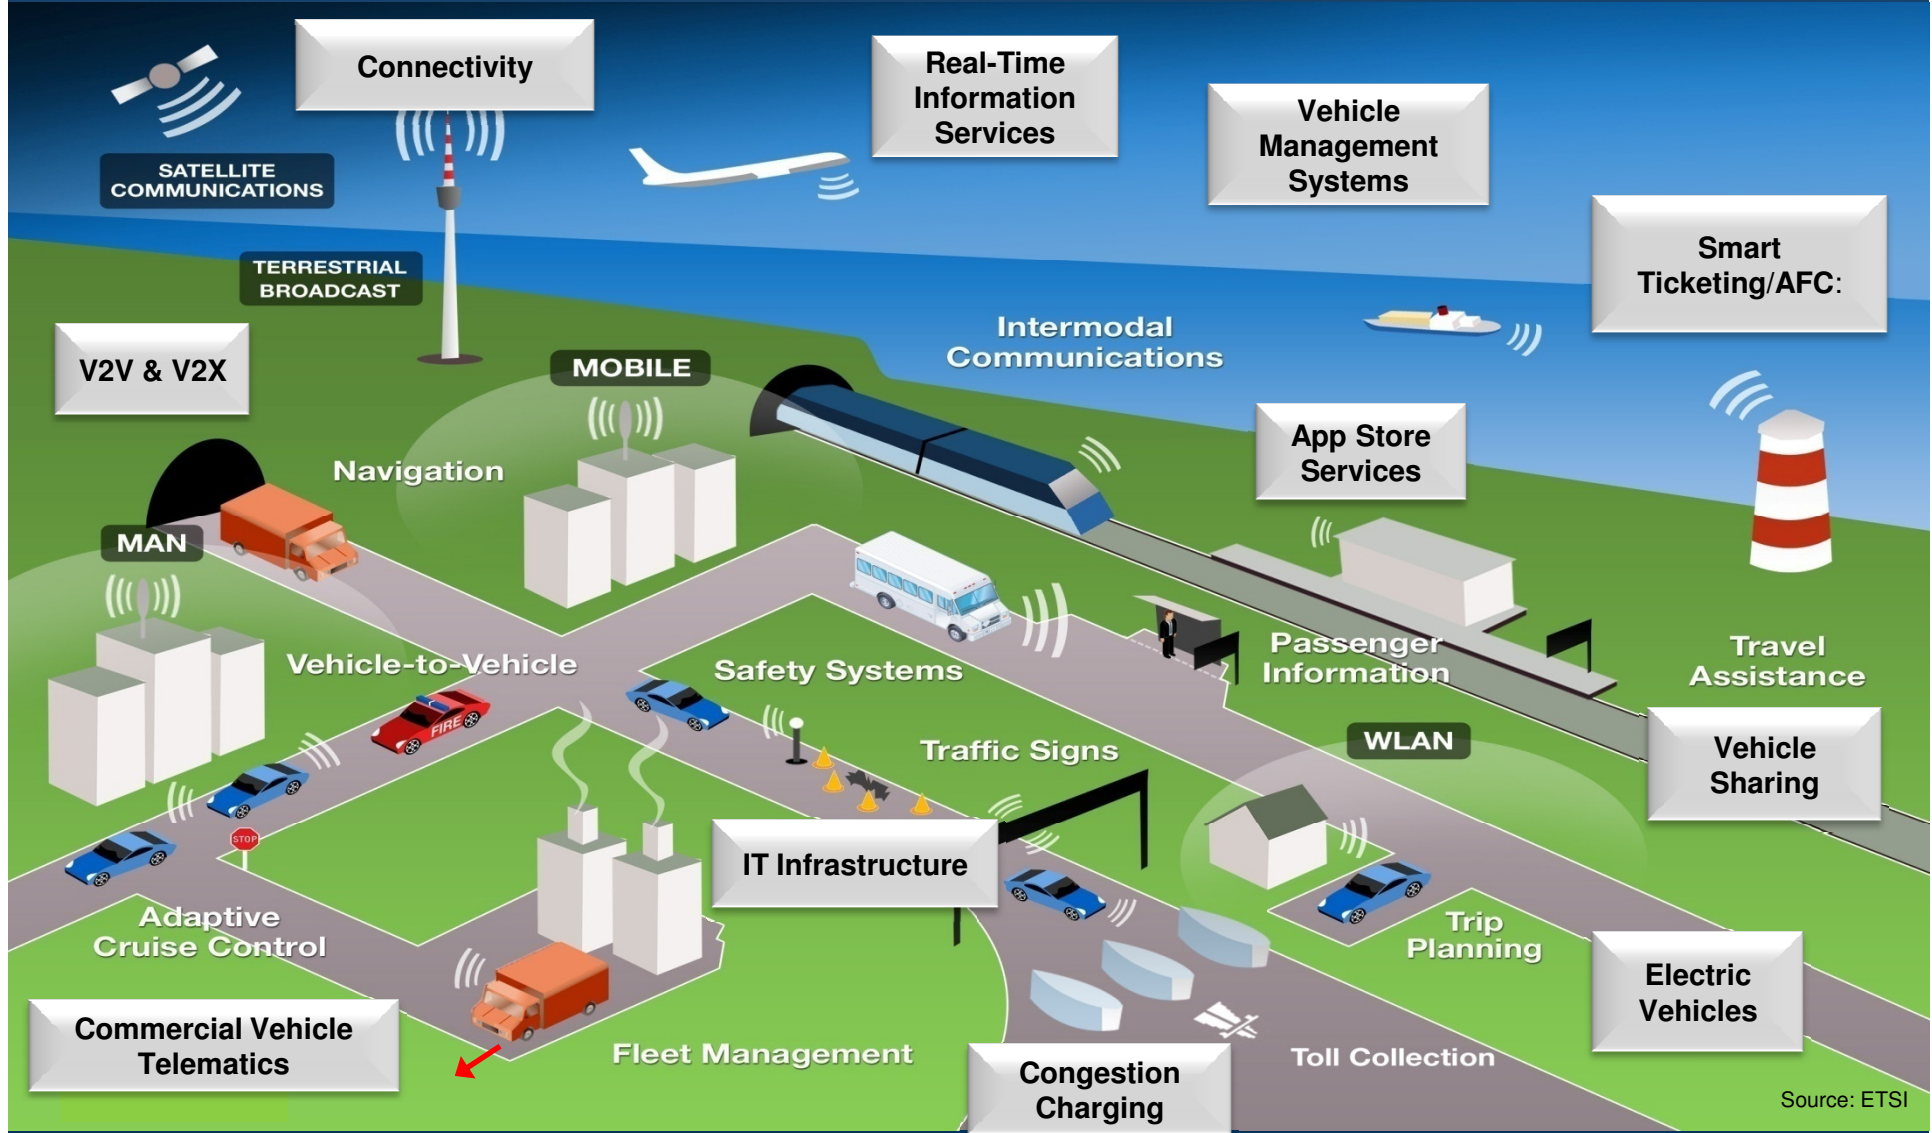 Connectivity
Real-Time
Information
Services
Vehicle
Management
Systems
SATELLITE
COMMUNICATIONS
Smart
Ticketing/AFC:
TERRESTRIAL
BROADCAST
Intermodal
Communications
V2V & V2X
MOBILE
App Store
Services
Navigation
MAN
Vehicle-to-Vehicle
Safety Systems
Passenger
Information
Travel
Assistance
FIRE
Traffic Signs
WLAN
Vehicle
Sharing
STOP
IT Infrastructure
Adaptive
Cruise Control
Trip
Planning
Electric
Vehicles
Commercial Vehicle
Telematics
Fleet Management
Toll Collection
Congestion
Charging
Source: ETSI